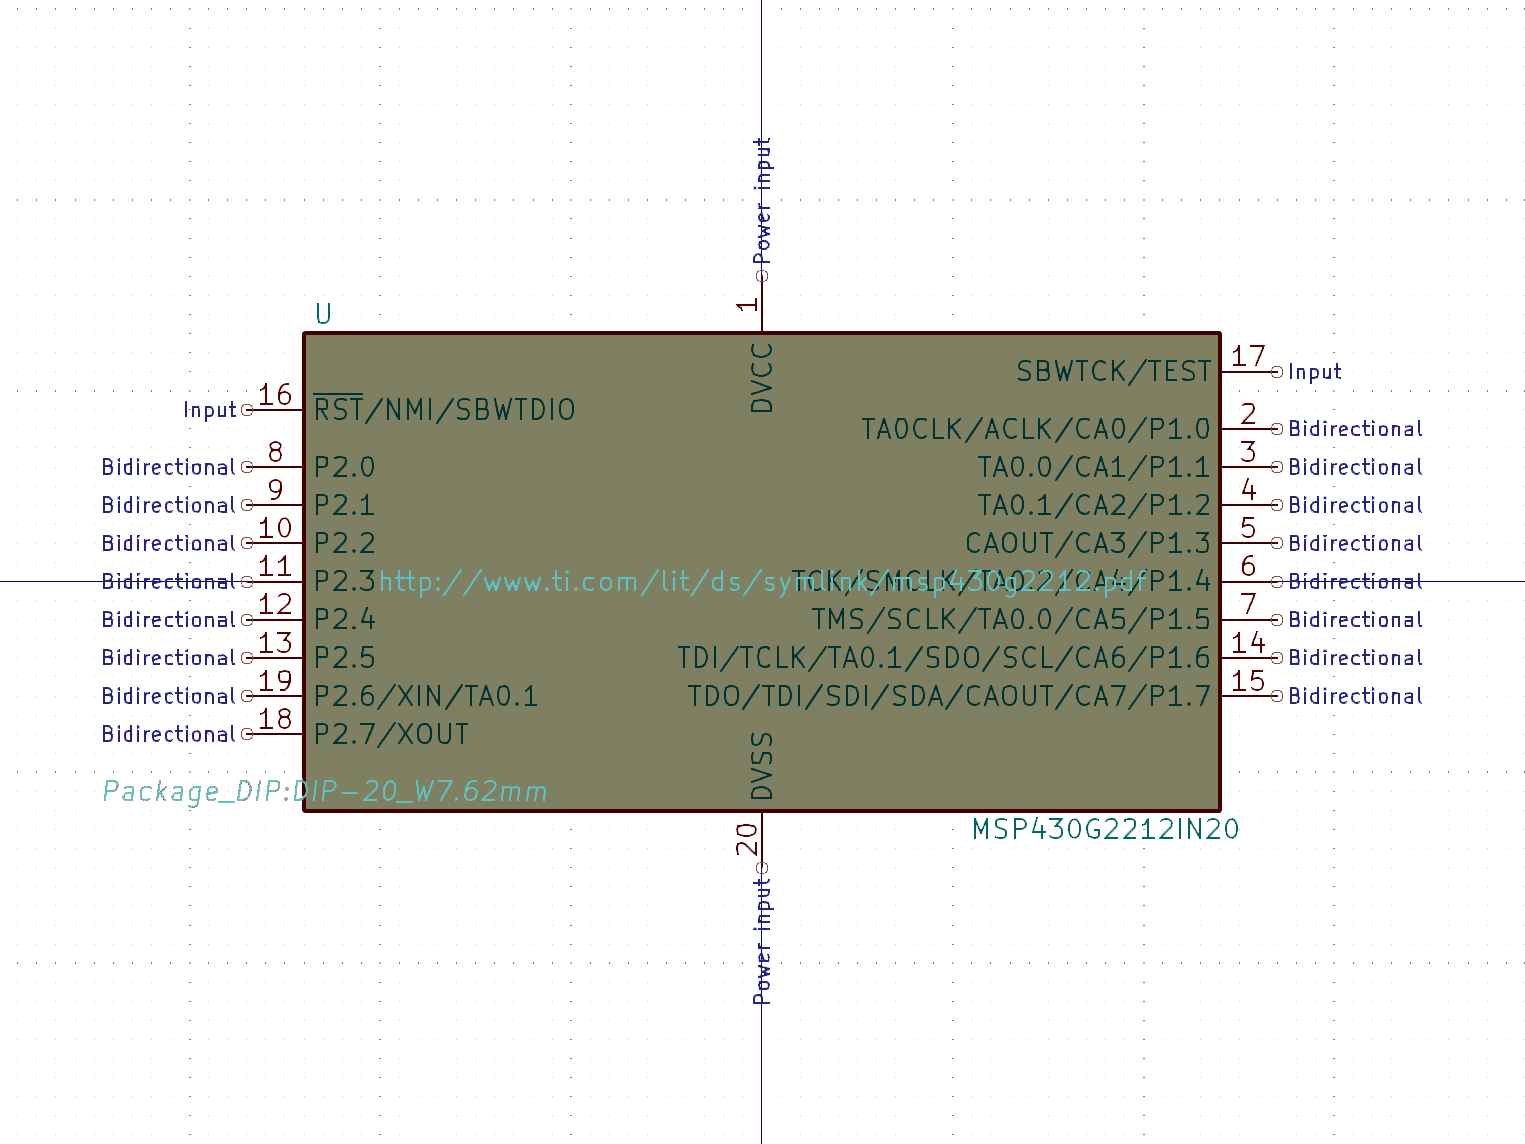 Power input
1
U
DVCC
17
SBWTCK/TEST
Input
16
Input
RST/NMI/SBWTDIO
2
TA0CLK/ACLK/CA0/P1.0
Bidirectional
8
Bidirectional
P2.0
3
TA0.0/CA1/P1.1
Bidirectional
9
Bidirectional
P2.1
4
TA0.1/CA2/P1.2
Bidirectional
10
Bidirectional
P2.2
5
CAOUT/CA3/P1.3
Bidirectional
11
Bidirectional
P2.3
http://www.ti.com/lit/ds/symlink/msp430g2212.pdf
6
TCK/SMCLK/TA0.2/CA4/P1.4
Bidirectional
12
Bidirectional
P2.4
7
TMS/SCLK/TA0.0/CA5/P1.5
Bidirectional
13
Bidirectional
P2.5
14
TDI/TCLK/TA0.1/SDO/SCL/CA6/P1.6
Bidirectional
19
Bidirectional
P2.6/XIN/TA0.1
15
TDO/TDI/SDI/SDA/CAOUT/CA7/P1.7
Bidirectional
18
Bidirectional
P2.7/XOUT
DVSS
Package_DIP:DIP-20_W7.62mm
MSP430G2212IN20
20
Power input